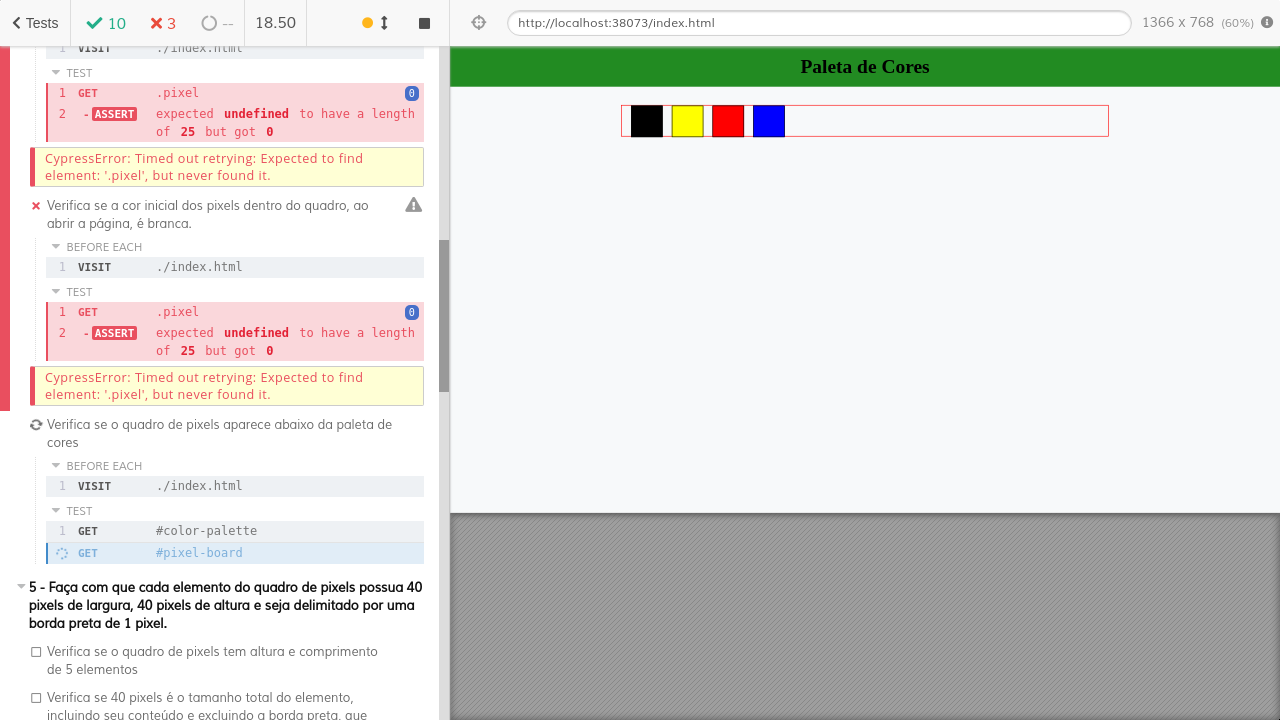 Tests
10
3
--
18.50
http://localhost:38073/index.html
1366 x 768 (60%)
1 VISIT ./index.html
TEST
1 GET .pixel 0
2 - ASSERT expected undefined to have a length
of 25 but got 0
CypressError: Timed out retrying: Expected to find
element: '.pixel', but never found it.
Verifica se a cor inicial dos pixels dentro do quadro, ao
abrir a página, é branca.
BEFORE EACH
1 VISIT ./index.html
TEST
1 GET .pixel 0
2 - ASSERT expected undefined to have a length
of 25 but got 0
CypressError: Timed out retrying: Expected to find
element: '.pixel', but never found it.
Verifica se o quadro de pixels aparece abaixo da paleta de
cores
BEFORE EACH
1 VISIT ./index.html
TEST
1 GET #color-palette
GET #pixel-board
5 - Faça com que cada elemento do quadro de pixels possua 40
pixels de largura, 40 pixels de altura e seja delimitado por uma
borda preta de 1 pixel.
Verifica se o quadro de pixels tem altura e comprimento
de 5 elementos
Verifica se 40 pixels é o tamanho total do elemento,
incluindo seu conteúdo e excluindo a borda preta, que
Paleta de Cores